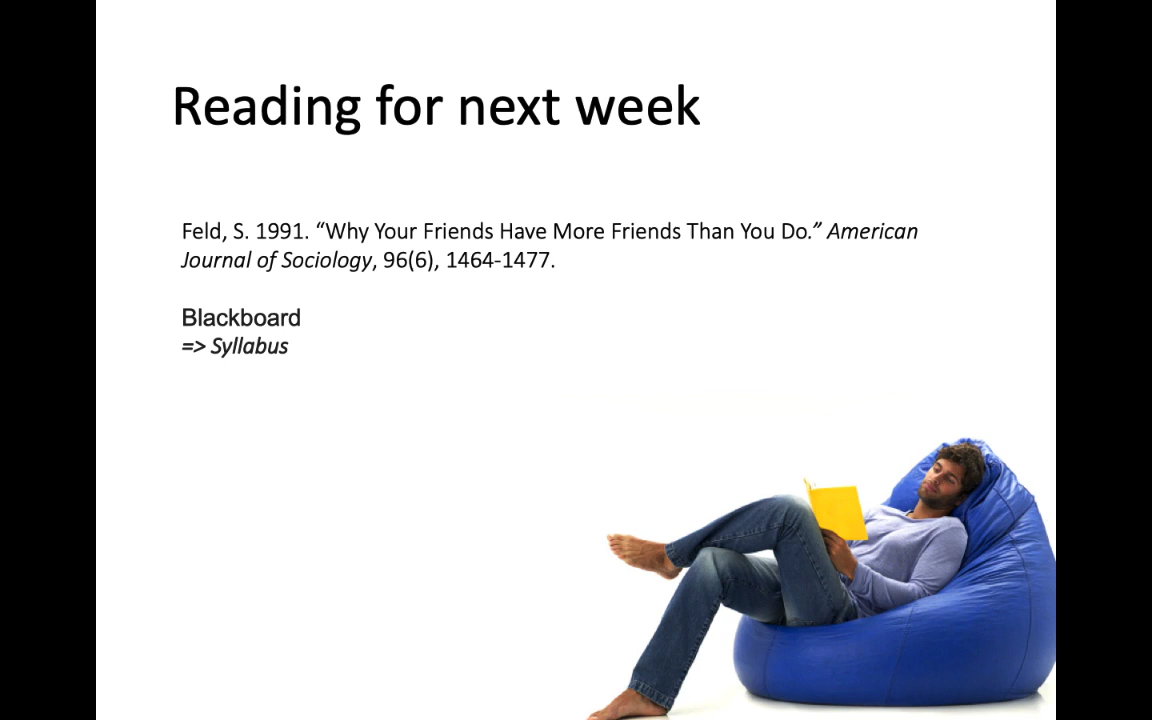 Reading for next week
Feld, S. 1991. “Why Your Friends Have More Friends Than You Do.” American
Journal of Sociology, 96(6), 1464-1477.
Blackboard
=> Syllabus